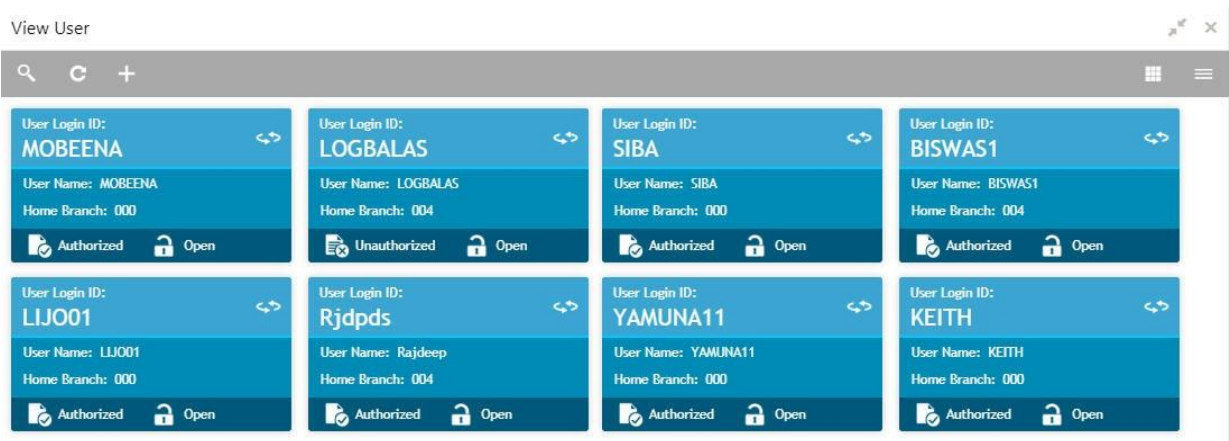 View User
User Login ID:
MOBEENA
User Name: MOBEENA
Home Branch: 000
Authorized Open
User Login ID:
LOGBALAS
User Name: LOGBALAS
Home Branch: 004
Unauthorized Open
User Login ID:
SIBA
User Name: SIBA
Home Branch: 000
Authorized Open
User Login ID:
BISWAS1
User Name: BISWAS1
Home Branch: 004
Authorized Open
User Login ID:
LIJO01
User Name: LIJO01
Home Branch: 000
Authorized Open
User Login ID:
Rjdpds
User Name: Rajdeep
Home Branch: 004
Authorized Open
User Login ID:
YAMUNA11
User Name: YAMUNA11
Home Branch: 000
Authorized Open
User Login ID:
KEITH
User Name: KEITH
Home Branch: 000
Authorized Open